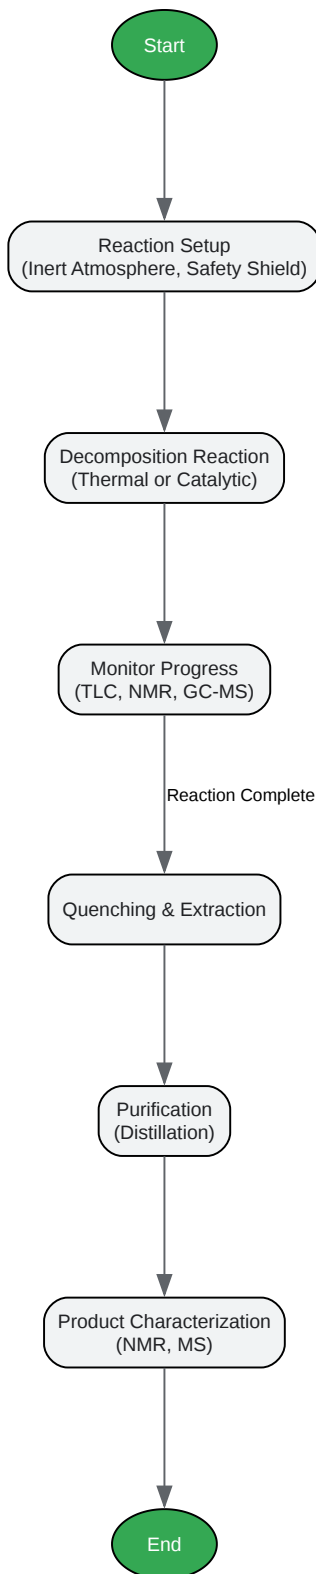 Start
Reaction Setup
(Inert Atmosphere, Safety Shield)
Decomposition Reaction
(Thermal or Catalytic)
Monitor Progress
(TLC, NMR, GC-MS)
Reaction Complete
Quenching & Extraction
Purification
(Distillation)
Product Characterization
(NMR, MS)
End